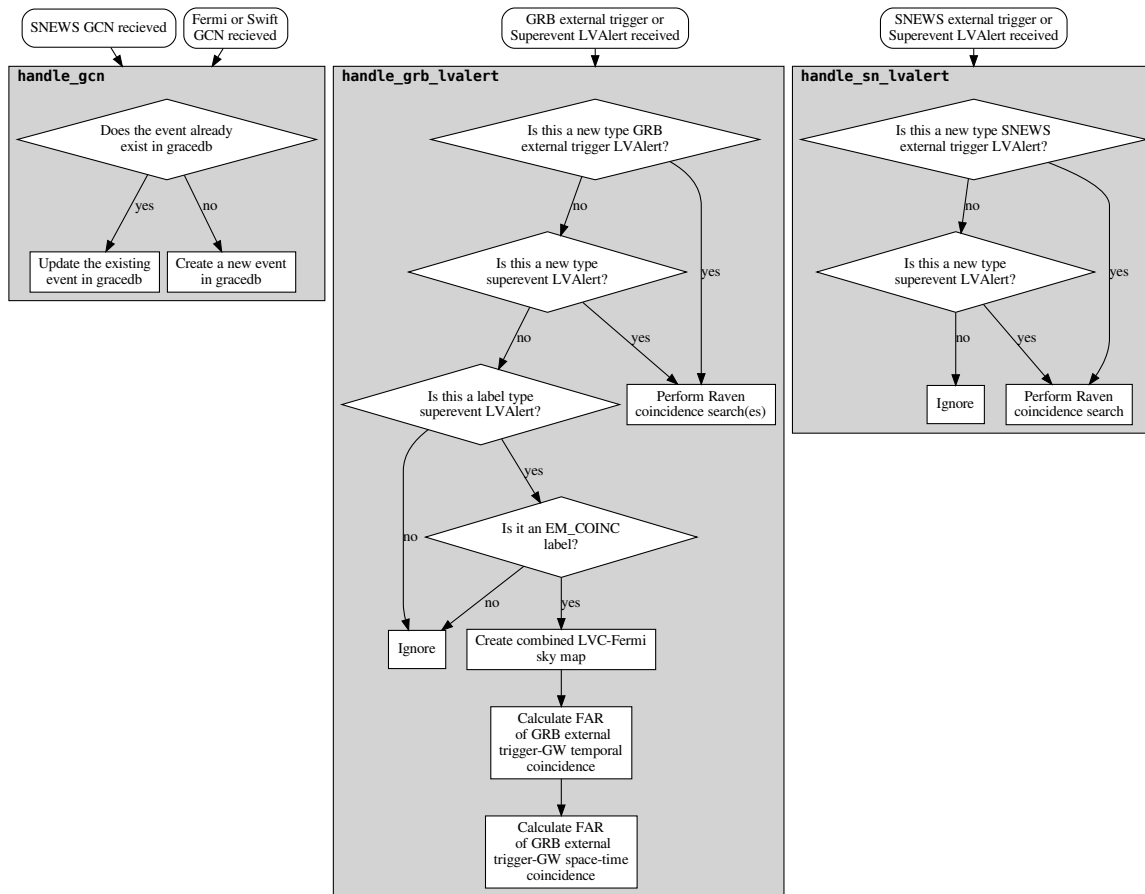 SNEWS GCN recieved
Fermi or Swift
GCN recieved
handle_gcn
Does the event already
exist in gracedb
yes
no
Update the existing
event in gracedb
Create a new event
in gracedb
GRB external trigger or
Superevent LVAlert received
handle_grb_lvalert
Is this a new type GRB
external trigger LVAlert?
no
yes
Is this a new type
superevent LVAlert?
no
yes
Is this a label type
superevent LVAlert?
Perform Raven
coincidence search(es)
yes
no
Is it an EM_COINC
label?
no
yes
Ignore
Create combined LVC-Fermi
sky map
Calculate FAR
of GRB external
trigger-GW temporal
coincidence
Calculate FAR
of GRB external
trigger-GW space-time
coincidence
SNEWS external trigger or
Superevent LVAlert received
handle_sn_lvalert
Is this a new type SNEWS
external trigger LVAlert?
no
yes
Is this a new type
superevent LVAlert?
no
yes
Ignore
Perform Raven
coincidence search